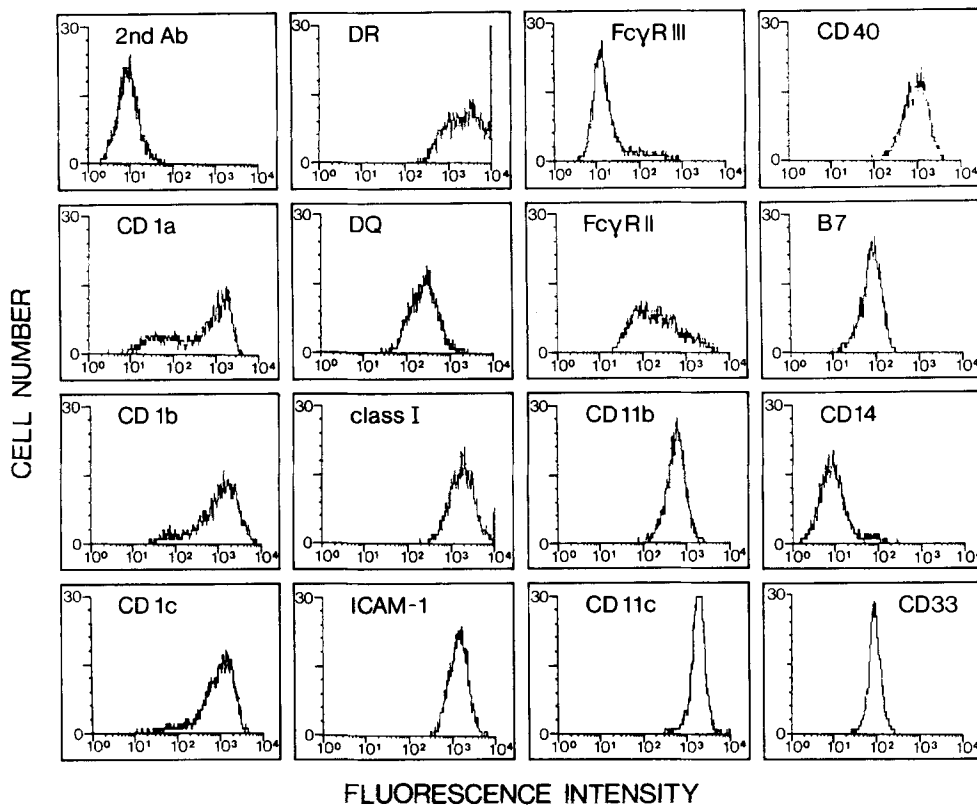 2nd Ab
DR
FcγR III
CD 40
30
30
30
30
0
0
0
0
10⁰ 10¹ 10² 10³ 10⁴
10⁰ 10¹ 10² 10³ 10⁴
10⁰ 10¹ 10² 10³ 10⁴
10⁰ 10¹ 10² 10³ 10⁴
CD 1a
DQ
FcγR II
B7
30
30
30
30
0
0
0
0
10⁰ 10¹ 10² 10³ 10⁴
10⁰ 10¹ 10² 10³ 10⁴
10⁰ 10¹ 10² 10³ 10⁴
10⁰ 10¹ 10² 10³ 10⁴
CELL NUMBER
CD 1b
class I
CD 11b
CD14
30
30
30
30
0
0
0
0
10⁰ 10¹ 10² 10³ 10⁴
10⁰ 10¹ 10² 10³ 10⁴
10⁰ 10¹ 10² 10³ 10⁴
10⁰ 10¹ 10² 10³ 10⁴
CD 1c
ICAM-1
CD 11c
CD33
30
30
30
30
0
0
0
0
10⁰ 10¹ 10² 10³ 10⁴
10⁰ 10¹ 10² 10³ 10⁴
10⁰ 10¹ 10² 10³ 10⁴
10⁰ 10¹ 10² 10³ 10⁴
FLUORESCENCE INTENSITY